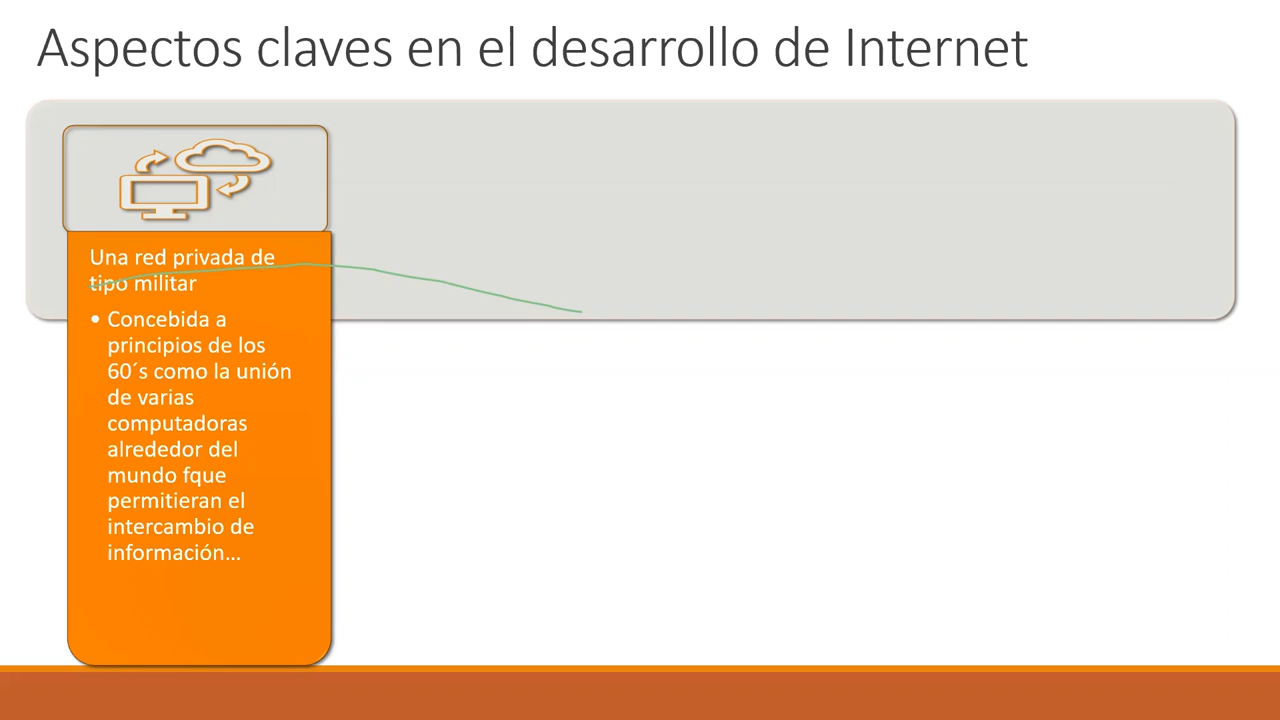 Aspectos claves en el desarrollo de Internet
Una red privada de
tipo militar
• Concebida a
principios de los
60´s como la unión
de varias
computadoras
alrededor del
mundo fque
permitieran el
intercambio de
información...